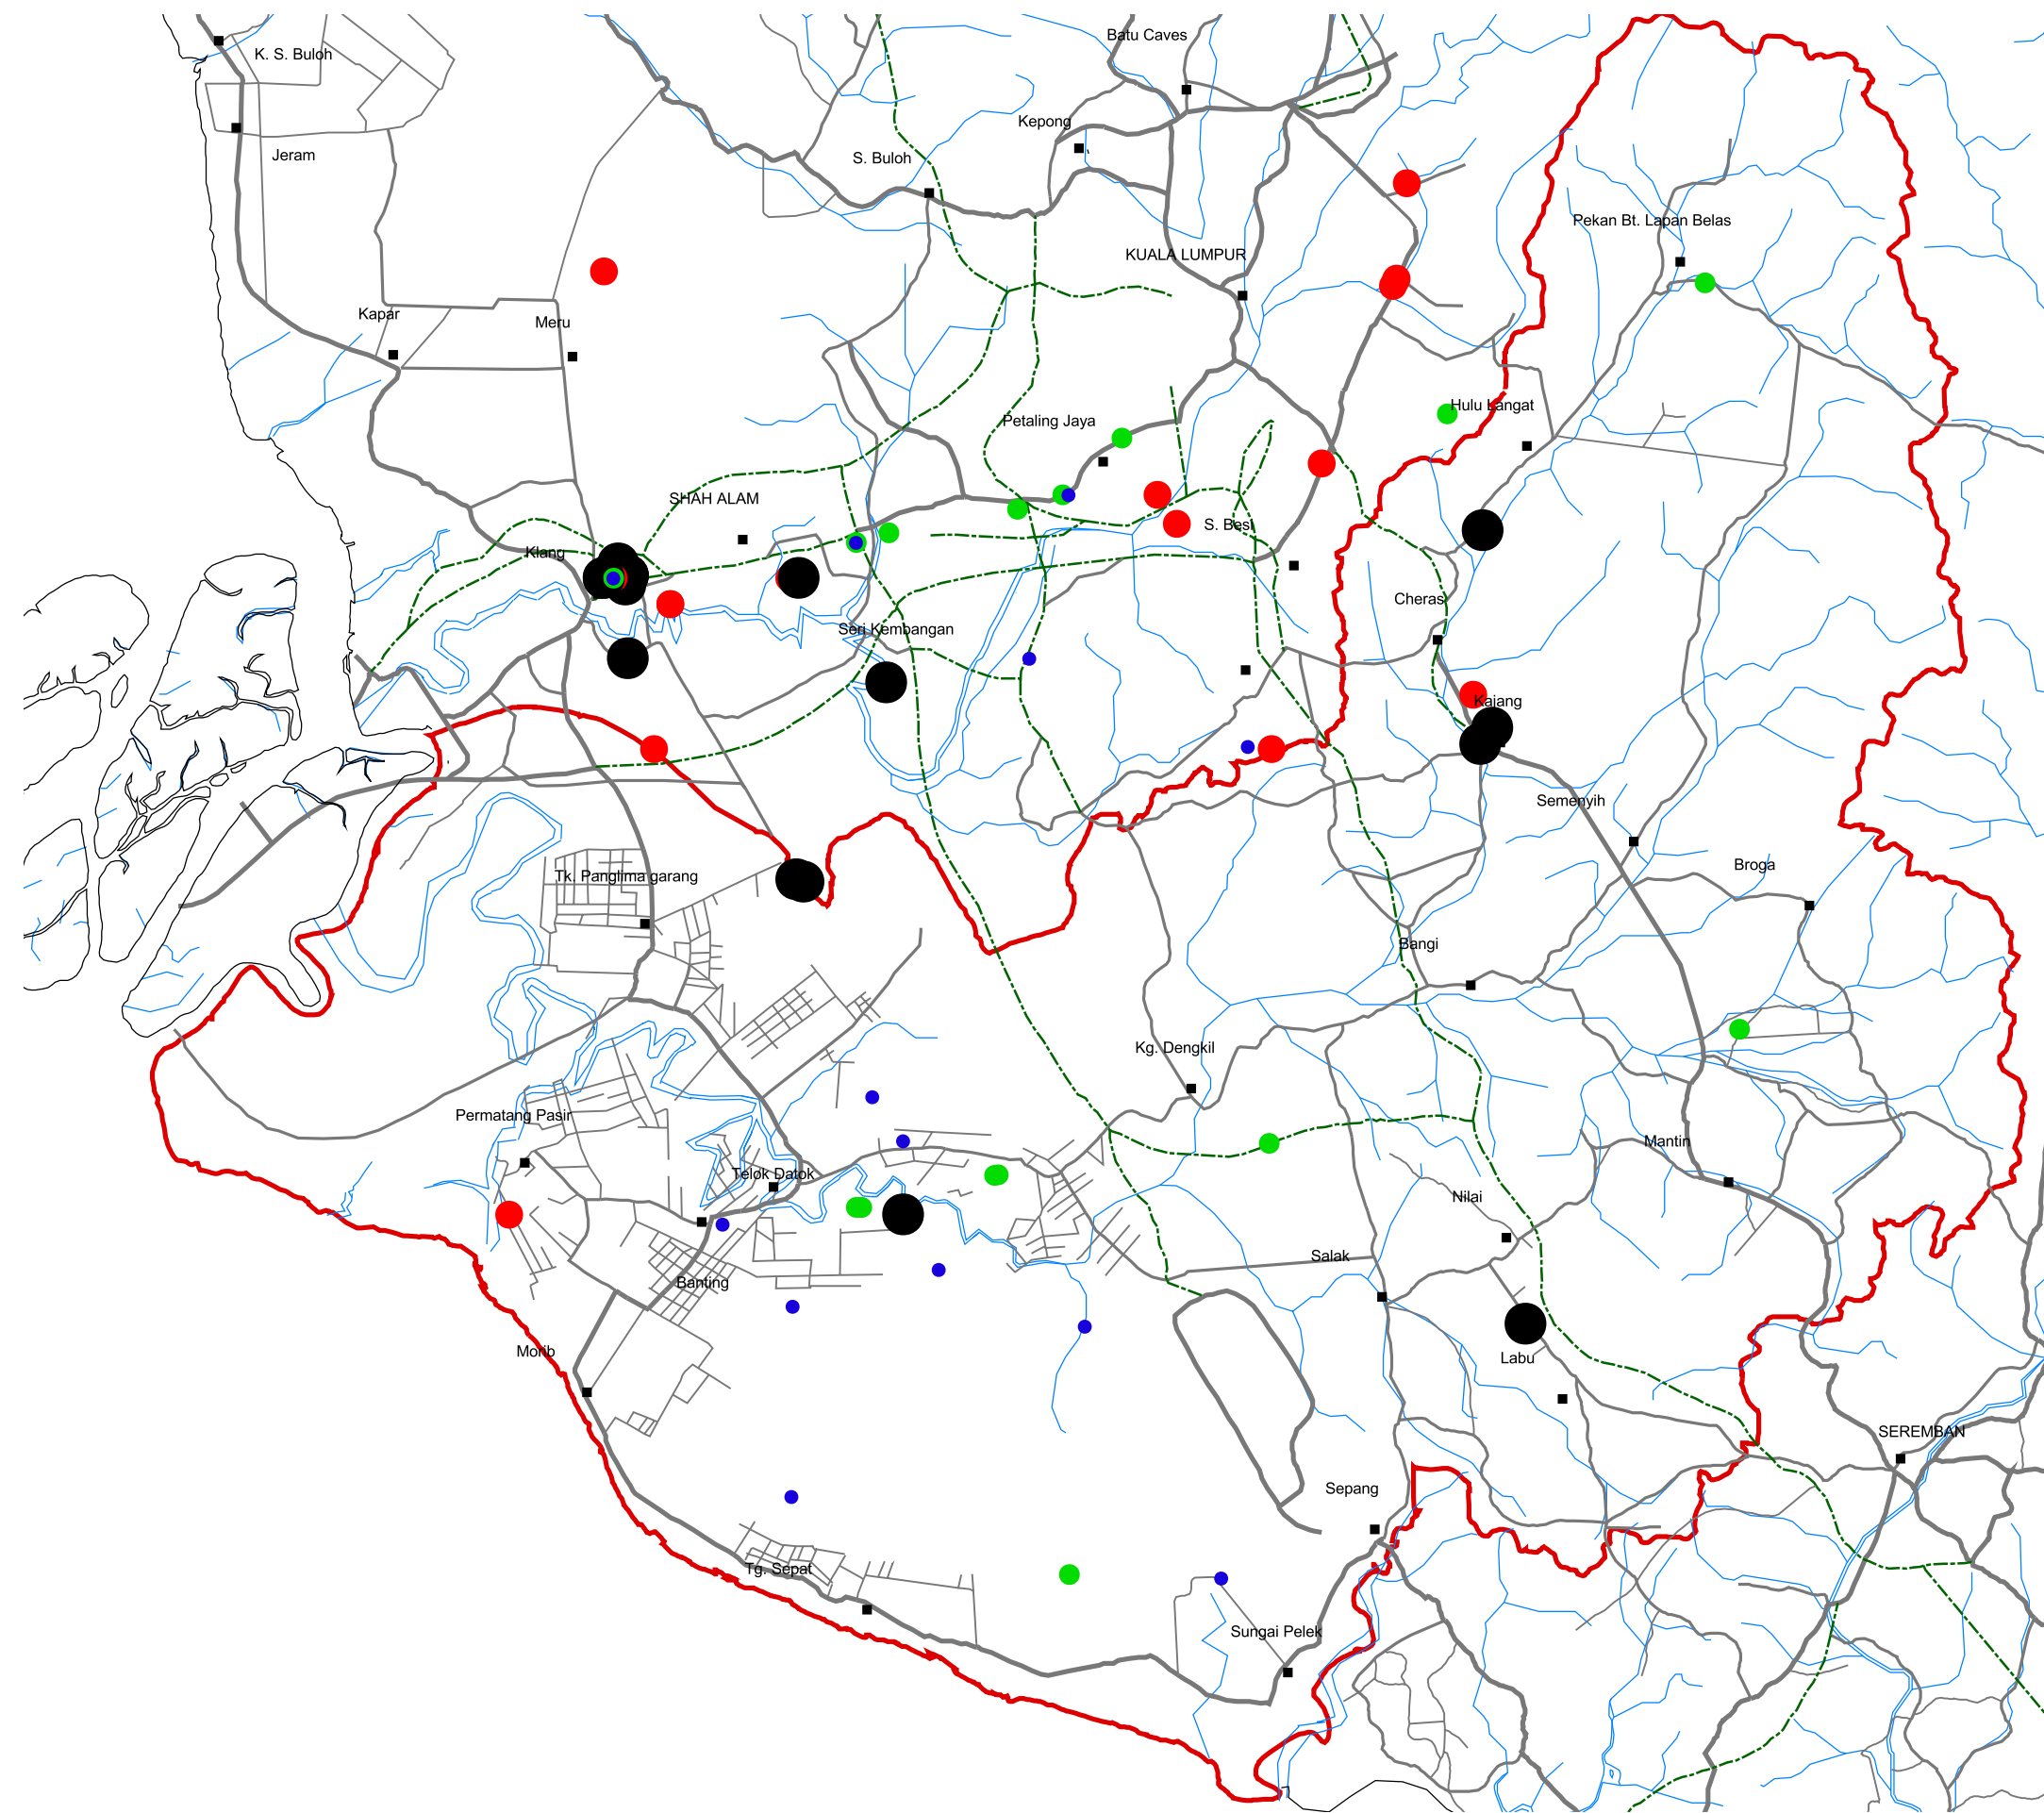 Batu Caves
K. S. Buloh
Kepong
Jeram
S. Buloh
Pekan Bt. Lapan Belas
KUALA LUMPUR
Kapar
Meru
Hulu Langat
Petaling Jaya
SHAH ALAM
S. Besi
Klang
Cheras
Seri Kembangan
Kajang
Semenyih
Broga
Tk. Panglima garang
Bangi
Kg. Dengkil
Permatang Pasir
Mantin
Telok Datok
Nilai
Salak
Banting
Morib
Labu
SEREMBAN
Sepang
Tg. Sepat
Sungai Pelek